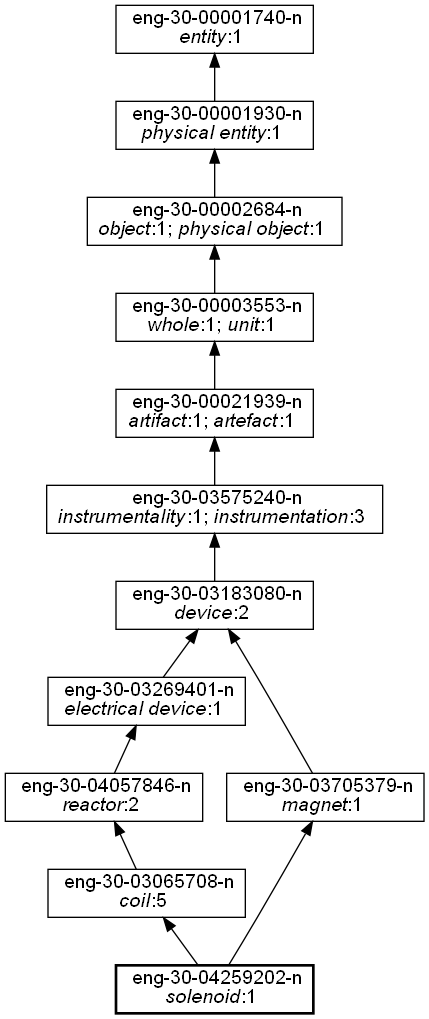 eng-30-00001740-n
entity:1
eng-30-00001930-n
physical entity:1
eng-30-00002684-n
object:1; physical object:1
eng-30-00003553-n
whole:1; unit:1
eng-30-00021939-n
artifact:1; artefact:1
eng-30-03575240-n
instrumentality:1; instrumentation:3
eng-30-03183080-n
device:2
eng-30-03269401-n
electrical device:1
eng-30-04057846-n
reactor:2
eng-30-03705379-n
magnet:1
eng-30-03065708-n
coil:5
eng-30-04259202-n
solenoid:1